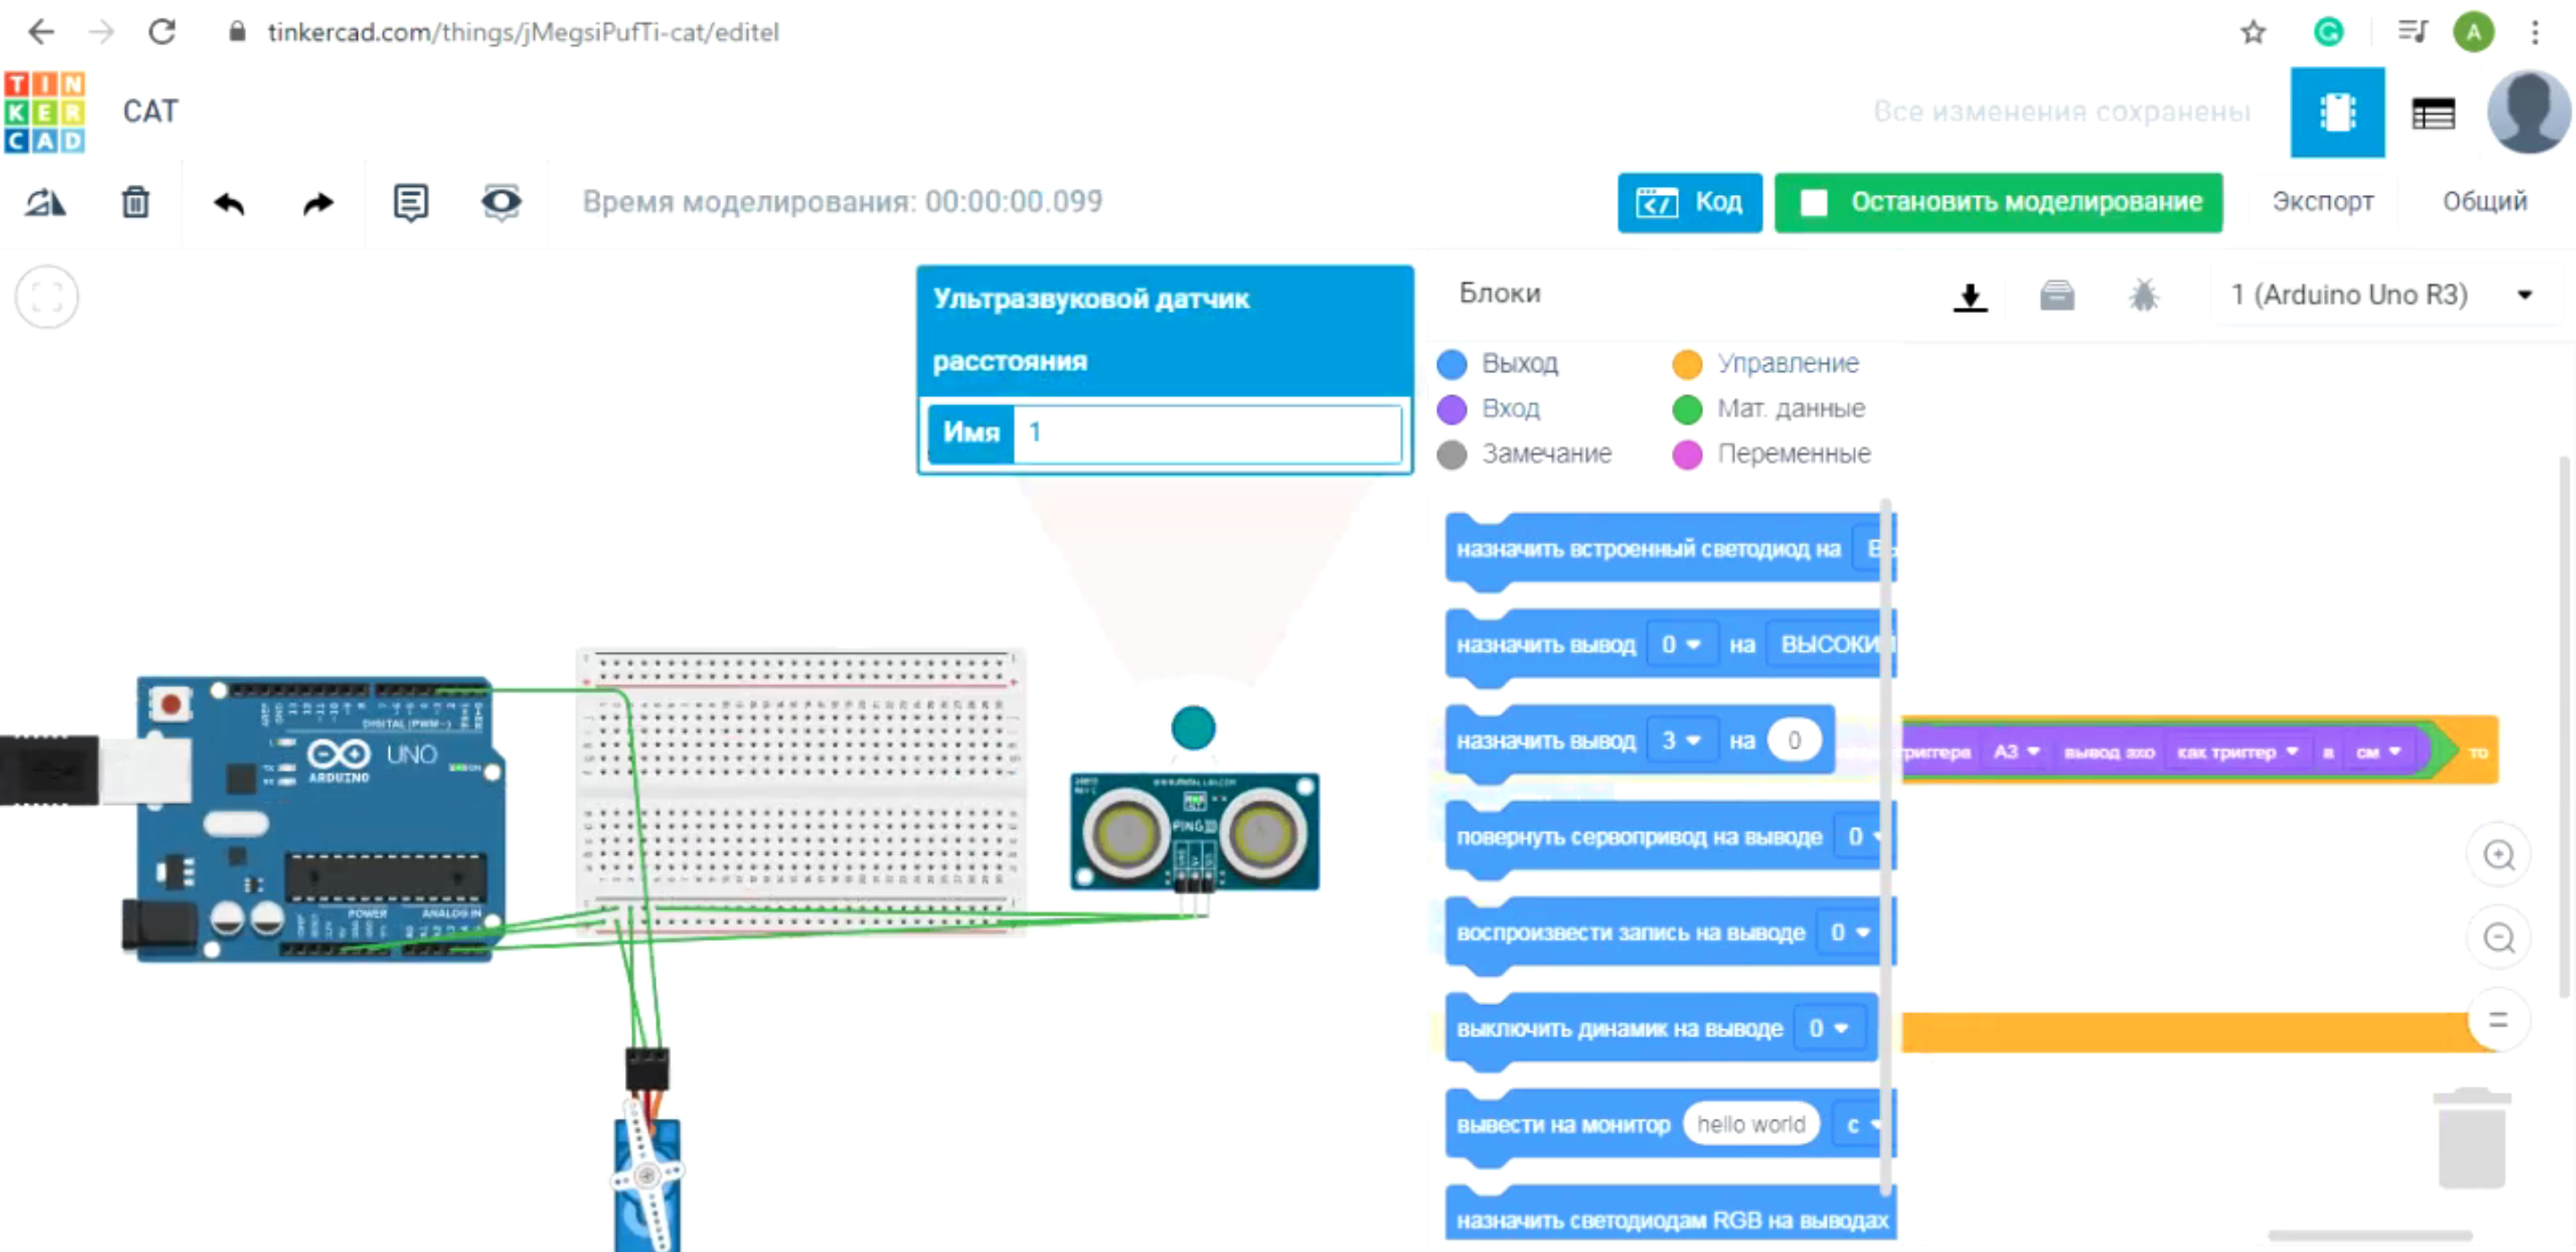 tinkercad.com/things/jMegsiPufTi-cat/editel
A
TIN
KER
CAD
CAT
Все изменения сохранены
Время моделирования: 00:00:00.099
Код
Остановить моделирование
Экспорт
Общий
Ультразвуковой датчик
расстояния
Имя 1
Блоки
1 (Arduino Uno R3)
Выход
Управление
Вход
Мат. данные
Замечание
Переменные
назначить встроенный светодиод на
назначить вывод 0 на
назначить вывод 3 на 0
A3 вывод эхо как триггер в см то
повернуть сервопривод на выводе 0
воспроизвести запись на выводе 0
выключить динамик на выводе 0
вывести на монитор hello world с
назначить светодиодам RGB на выводах
DIGITAL (PWM~)
UNO
ARDUINO
POWER
ANALOG IN
PING